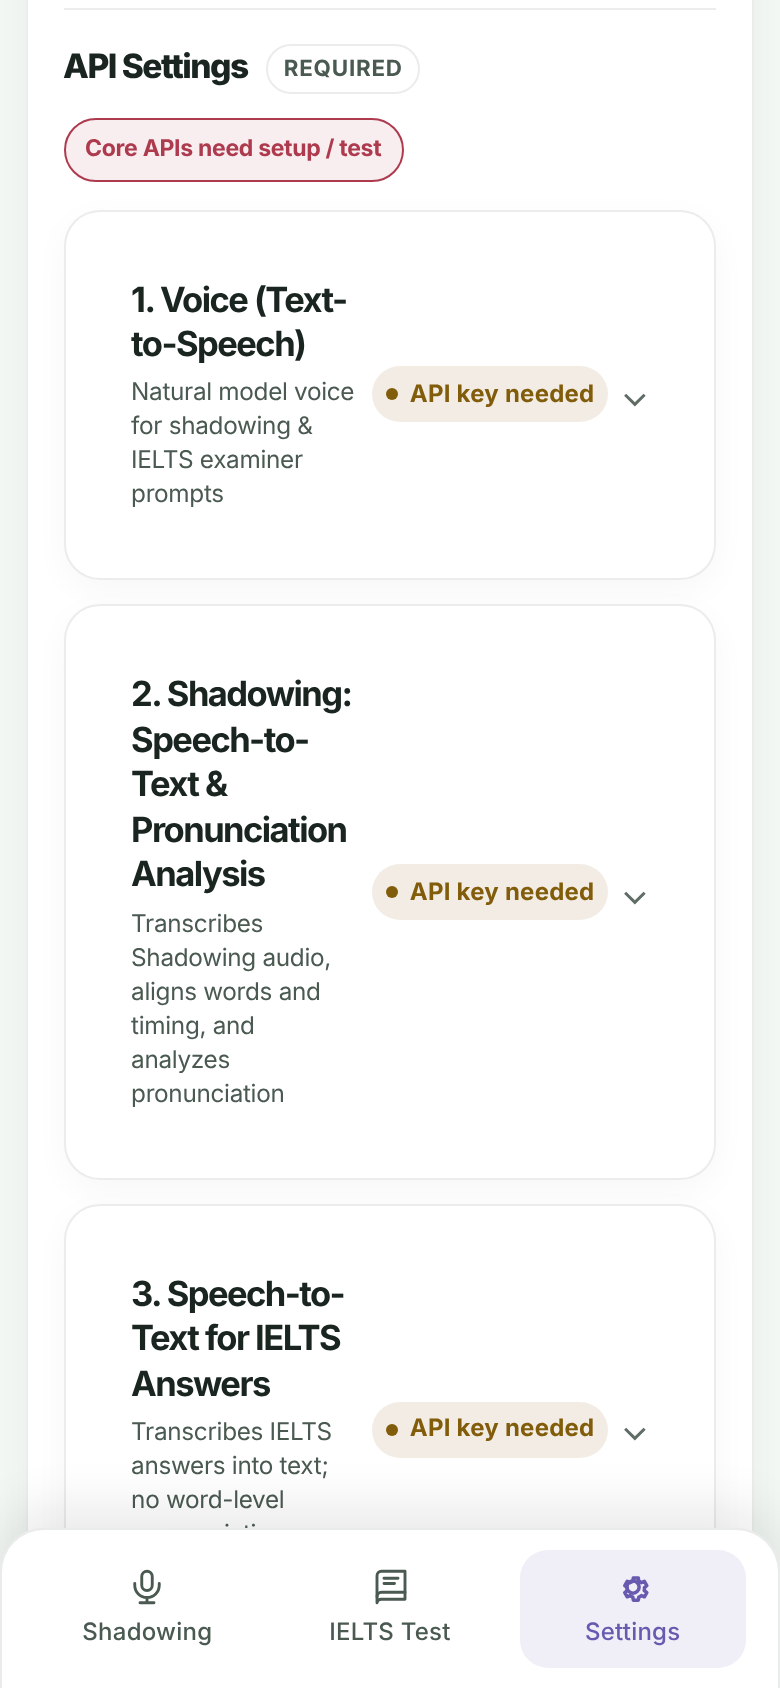 API Settings REQUIRED
Core APIs need setup / test
1. Voice (Text-
to-Speech)
Natural model voice
for shadowing &
IELTS examiner
prompts
API key needed
2. Shadowing:
Speech-to-
Text &
Pronunciation
Analysis
Transcribes
Shadowing audio,
aligns words and
timing, and
analyzes
pronunciation
API key needed
3. Speech-to-
Text for IELTS
Answers
Transcribes IELTS
answers into text;
no word-level
API key needed
Shadowing
IELTS Test
Settings